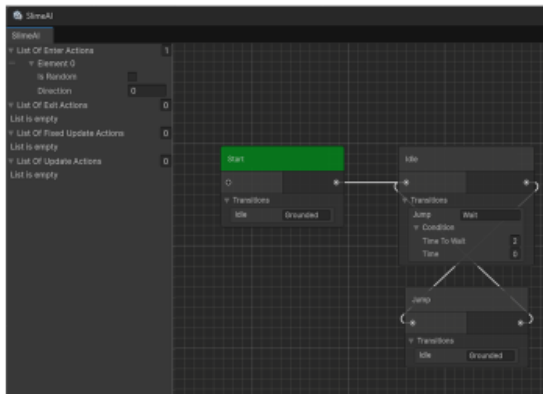 SlimeAI
SlimeAI
List Of Enter Actions 1
Element 0
Is Random
Direction 0
List Of Exit Actions 0
List is empty
List Of Fixed Update Actions 0
List is empty
List Of Update Actions 0
List is empty
Start
Transitions
Idle Grounded
Idle
Transitions
Jump Wait
Condition
Time To Wait 2
Time 0
Jump
Transitions
Idle Grounded